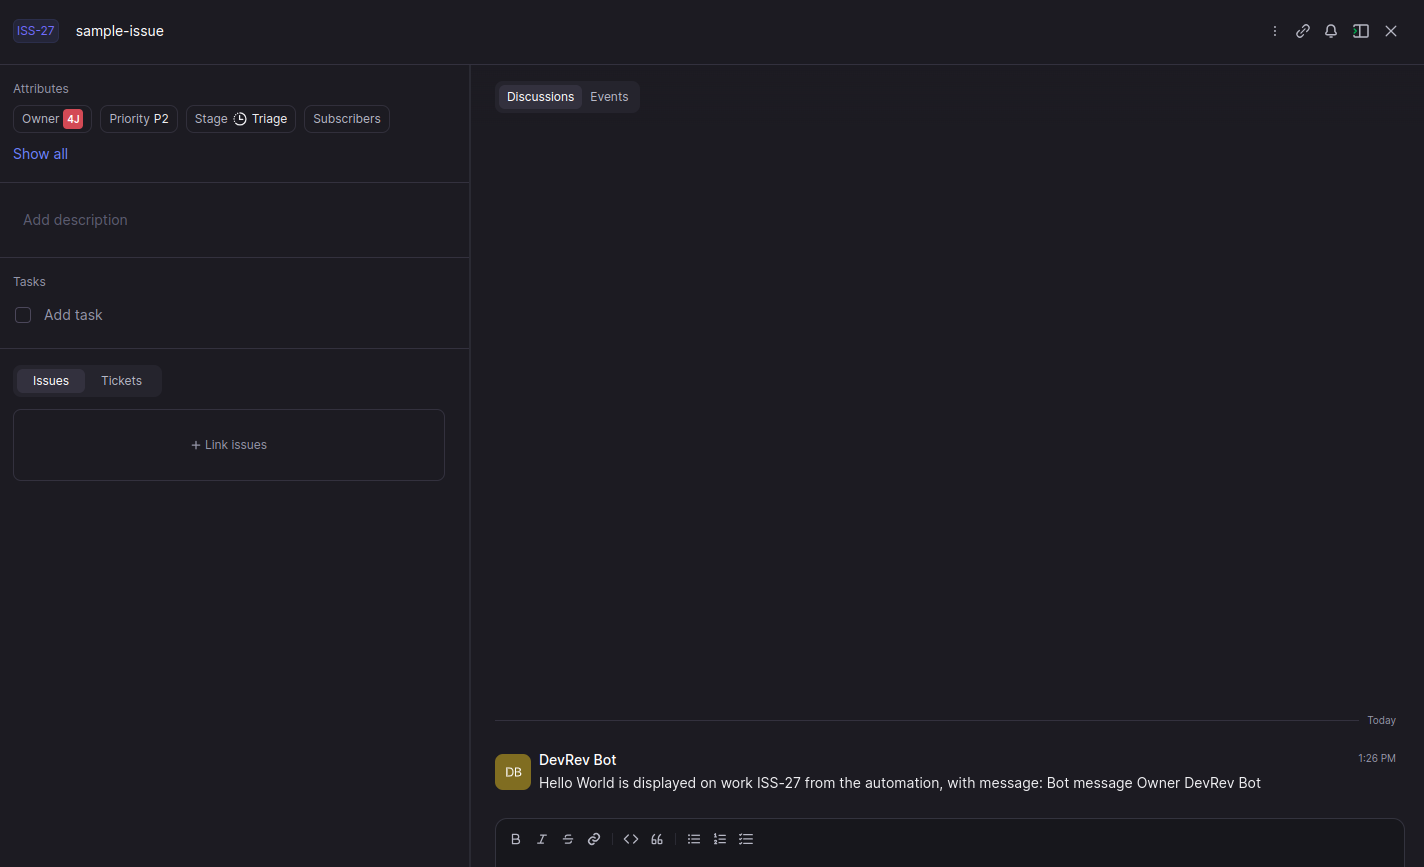 ISS-27 sample-issue
Attributes
Owner 4J Priority P2 Stage Triage Subscribers
Show all
Add description
Tasks
Add task
Issues Tickets
+ Link issues
Discussions Events
Today
DB DevRev Bot 1:26 PM
Hello World is displayed on work ISS-27 from the automation, with message: Bot message Owner DevRev Bot